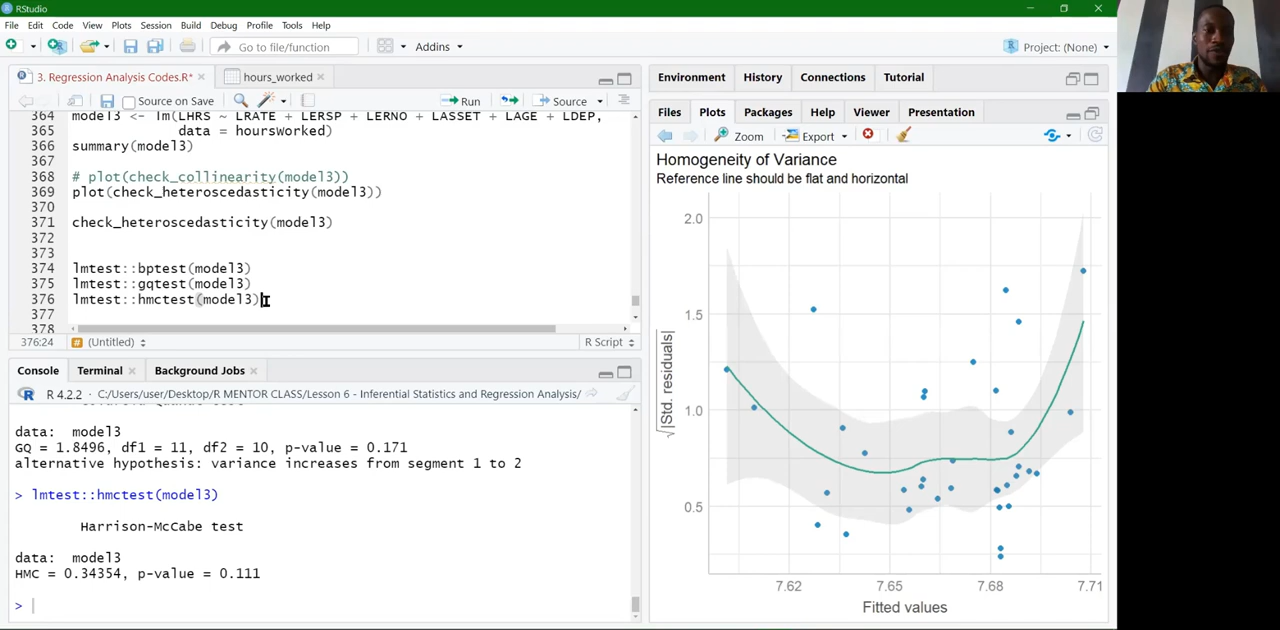 RStudio
File Edit Code View Plots Session Build Debug Profile Tools Help
Go to file/function Addins Project: (None)
3. Regression Analysis Codes.R* hours_worked
Source on Save Run Source
364 model3 <- lm(LHRS ~ LRATE + LERSP + LERNO + LASSET + LAGE + LDEP,
365 data = hoursWorked)
366 summary(model3)
367
368 # plot(check_collinearity(model3))
369 plot(check_heteroscedasticity(model3))
370
371 check_heteroscedasticity(model3)
372
373
374 lmtest::bptest(model3)
375 lmtest::gqtest(model3)
376 lmtest::hmctest(model3)
377
378
376:24 # (Untitled) R Script
Console Terminal Background Jobs
R 4.2.2 · C:/Users/user/Desktop/R MENTOR CLASS/Lesson 6 - Inferential Statistics and Regression Analysis/
data: model3
GQ = 1.8496, df1 = 11, df2 = 10, p-value = 0.171
alternative hypothesis: variance increases from segment 1 to 2
> lmtest::hmctest(model3)
Harrison-McCabe test
data: model3
HMC = 0.34354, p-value = 0.111
>
Environment History Connections Tutorial
Files Plots Packages Help Viewer Presentation
Zoom Export
Homogeneity of Variance
Reference line should be flat and horizontal
√|Std. residuals|
2.0
1.5
1.0
0.5
7.62 7.65 7.68 7.71
Fitted values